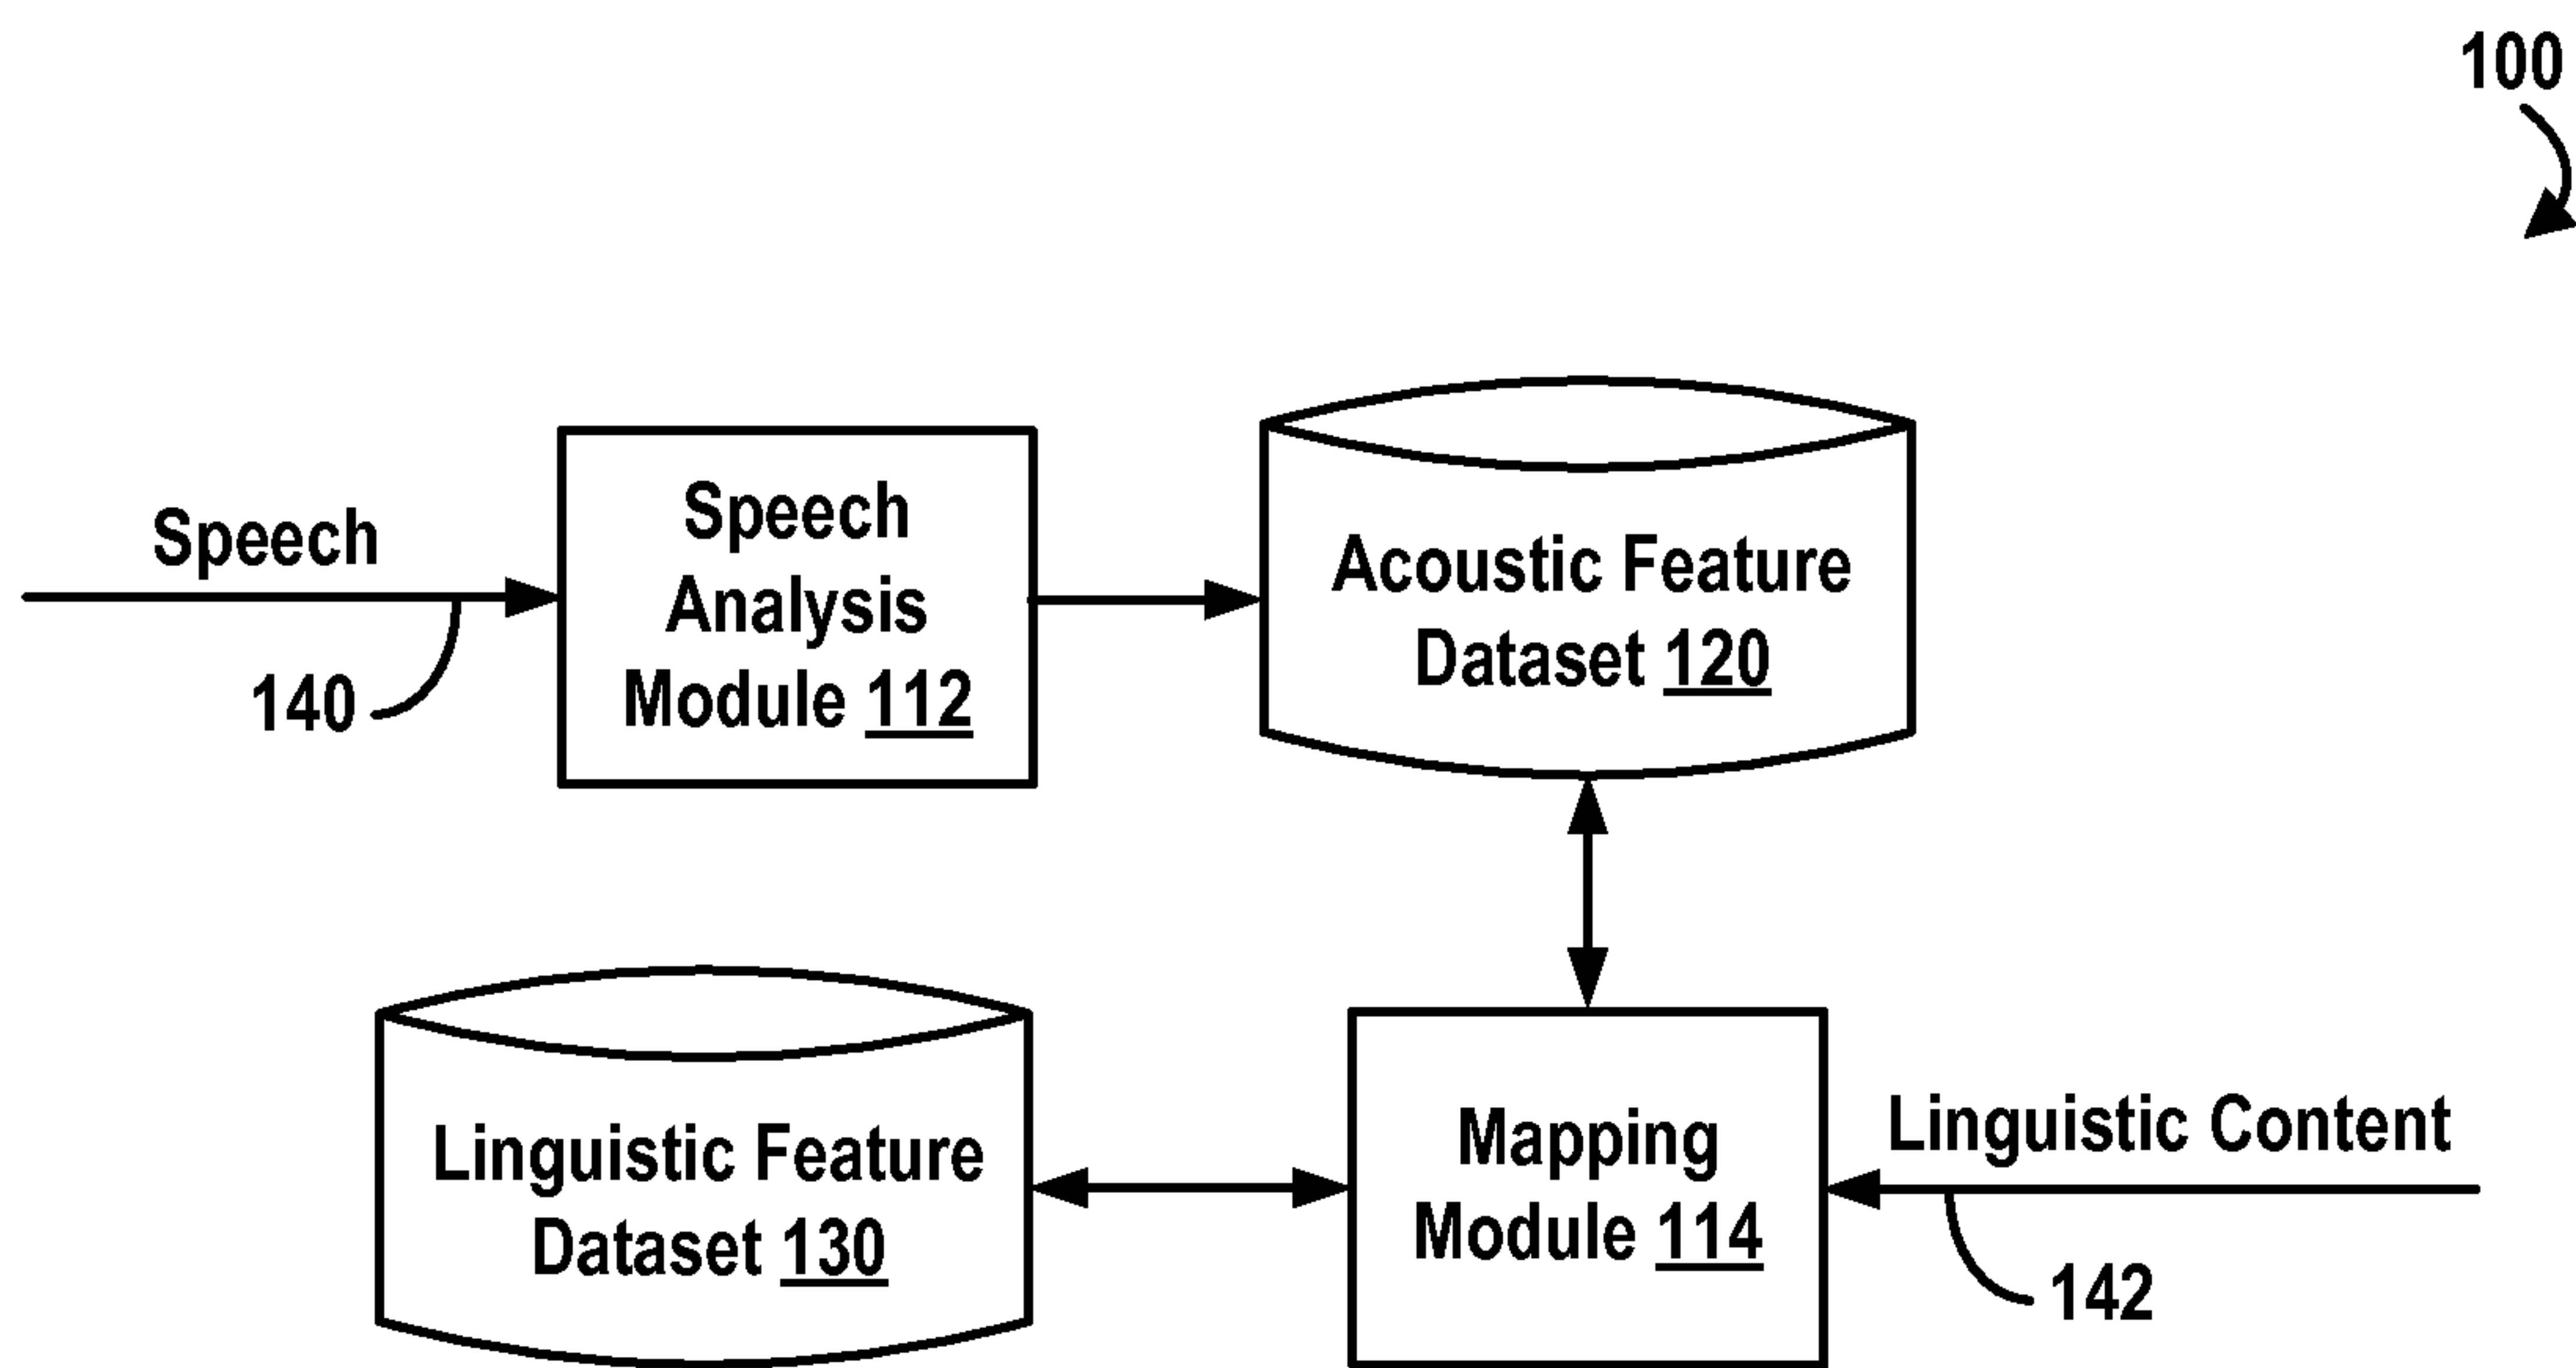 100
Speech
140
Speech
Analysis
Module 112
Acoustic Feature
Dataset 120
Linguistic Feature
Dataset 130
Mapping
Module 114
Linguistic Content
142